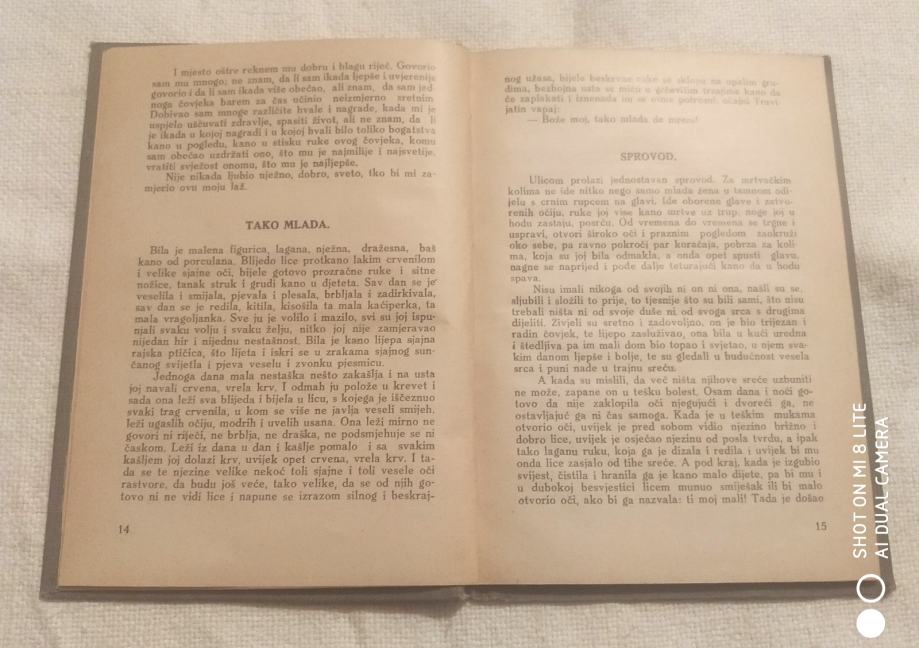 I mjesto oštre reknem mu dobru i blagu riječ. Govorio
sam mu mnogo; ne znam, da li sam ikada ljepše i uvjerenije
govorio i da li sam ikada više obećao, ali znam, da sam jed-
noga čovjeka barem za čas učinio neizmjerno sretnim.
Dobivao sam mnoge različite hvale i nagrade, kada mi je
uspjelo uščuvati zdravlje, spasiti život, ali ne znam, da li
je ikada u kojoj nagradi i u kojoj hvali bilo toliko bogatstva
kano u pogledu, kano u stisku ruke ovog čovjeka, komu
sam obećao uzdržati ono, što mu je najmilije i najsvetije,
vratiti svježost onomu, što mu je najljepše.
Nije nikada ljubio nježno, dobro, sveto, tko bi mi za-
mjerio ovu moju laž.
TAKO MLADA.
Bila je malena figurica, lagana, nježna, dražesna, baš
kano od porculana. Blijedo lice protkano lakim crvenilom
i velike sjajne oči, bijele gotovo prozračne ruke i sitne
nožice, tanak struk i grudi kano u djeteta. Sav dan se je
veselila i smijala, pjevala i plesala, brbljala i zadirkivala,
sav dan se je redila, kitila, kisošila ta mala kaćiperka, ta
mala vragoljanka. Sve ju je volilo i mazilo, svi su joj ispu-
njali svaku volju i svaku želju, nitko joj nije zamjeravao
nijedan hir i nijednu nestašnost. Bila je kano lijepa sjajna
rajska ptičica, što lijeta i iskri se u zrakama sjajnog sun-
čanog svijetla i pjeva veselu i zvonku pjesmicu.
Jednoga dana mala nestaška nešto zakašlja i na usta
joj navali crvena, vrela krv. I odmah ju polože u krevet i
sada ona leži sva blijeda i bijela u licu, s kojega je iščeznuo
svaki trag crvenila, u kom se više ne javlja veseli smijeh,
leži ugaslih očiju, modrih i uvelih usana. Ona leži mirno ne
govori ni riječi, ne brblja, ne draška, ne podsmjehuje se ni
časkom. Leži iz dana u dan i kašlje pomalo i sa svakim
kašljem joj dolazi krv, uvijek opet crvena, vrela krv. I ta-
da se te njezine velike nekoć toli sjajne i toli vesele oči
rastvore, da budu još veće, tako velike, da se od njih go-
tovo ni ne vidi lice i napune se izrazom silnog i beskraj-
14
nog užasa, bijele beskrvne ruke se sklope na upalim gru-
dima, bezbojna usta se miču u grčevitim trzajima kano da
će zaplakati i iznenada im se otme potresni, očajni
vapaj:
— Bože moj, tako mlada da mrem!
SPROVOD.
Ulicom prolazi jednostavan sprovod. Za mrtvačkim
kolima ne ide nitko nego samo mlada žena u tamnom odi-
jelu s crnim rupcem na glavi. Ide oborene glave i zatvo-
renih očiju, ruke joj vise kano mrtve uz trup, noge joj u
hodu zastaju, posrću. Od vremena do vremena se trgne i
uspravi, otvori široko oči i praznim pogledom zaokruži
oko sebe, pa ravno pokroči par koračaja, pobrza za koli-
ma, koja su joj bila odmakla, a onda opet spusti glavu,
nagne se naprijed i pođe dalje teturajući kano da u hodu
spava.
Nisu imali nikoga od svojih ni on ni ona, našli su se,
sljubili i složili to prije, to tjesnije što su bili sami, što nisu
trebali ništa ni od svoje duše ni od svoga srca s drugima
dijeliti. Živjeli su sretno i zadovoljno, on je bio trijezan i
radin čovjek, te lijepo zasluživao, ona bila u kući uredna
i štedljiva pa im mali dom bio topao i svjetao, u njem sva-
kim danom ljepše i bolje, te su gledali u budućnost vesela
srca i puni nade u trajnu sreću.
A kada su mislili, da već ništa njihove sreće uzbuniti
ne može, zapane on u tešku bolest. Osam dana i noći go-
tovo da nije zaklopila oči njegujući i dvoreći ga, ne
ostavljajuć ga ni čas samoga. Kada je u teškim mukama
otvorio oči, uvijek je pred sobom vidio njezino brižno i
dobro lice, uvijek je osjećao njezinu od posla tvrdu, a ipak
tako laganu ruku, koja ga je dizala i redila i uvijek bi mu
onda lice zasjalo od tihe sreće. A pod kraj, kada je izgubio
svijest, čistila i hranila ga je kano malo dijete, pa bi mu i
u dubokoj besvjestici licem munuo smiješak ili bi malo
otvorio oči, ako bi ga nazvala: ti moj mali! Tada je došao
15
SHOT ON MI 8 LITE
AI DUAL CAMERA